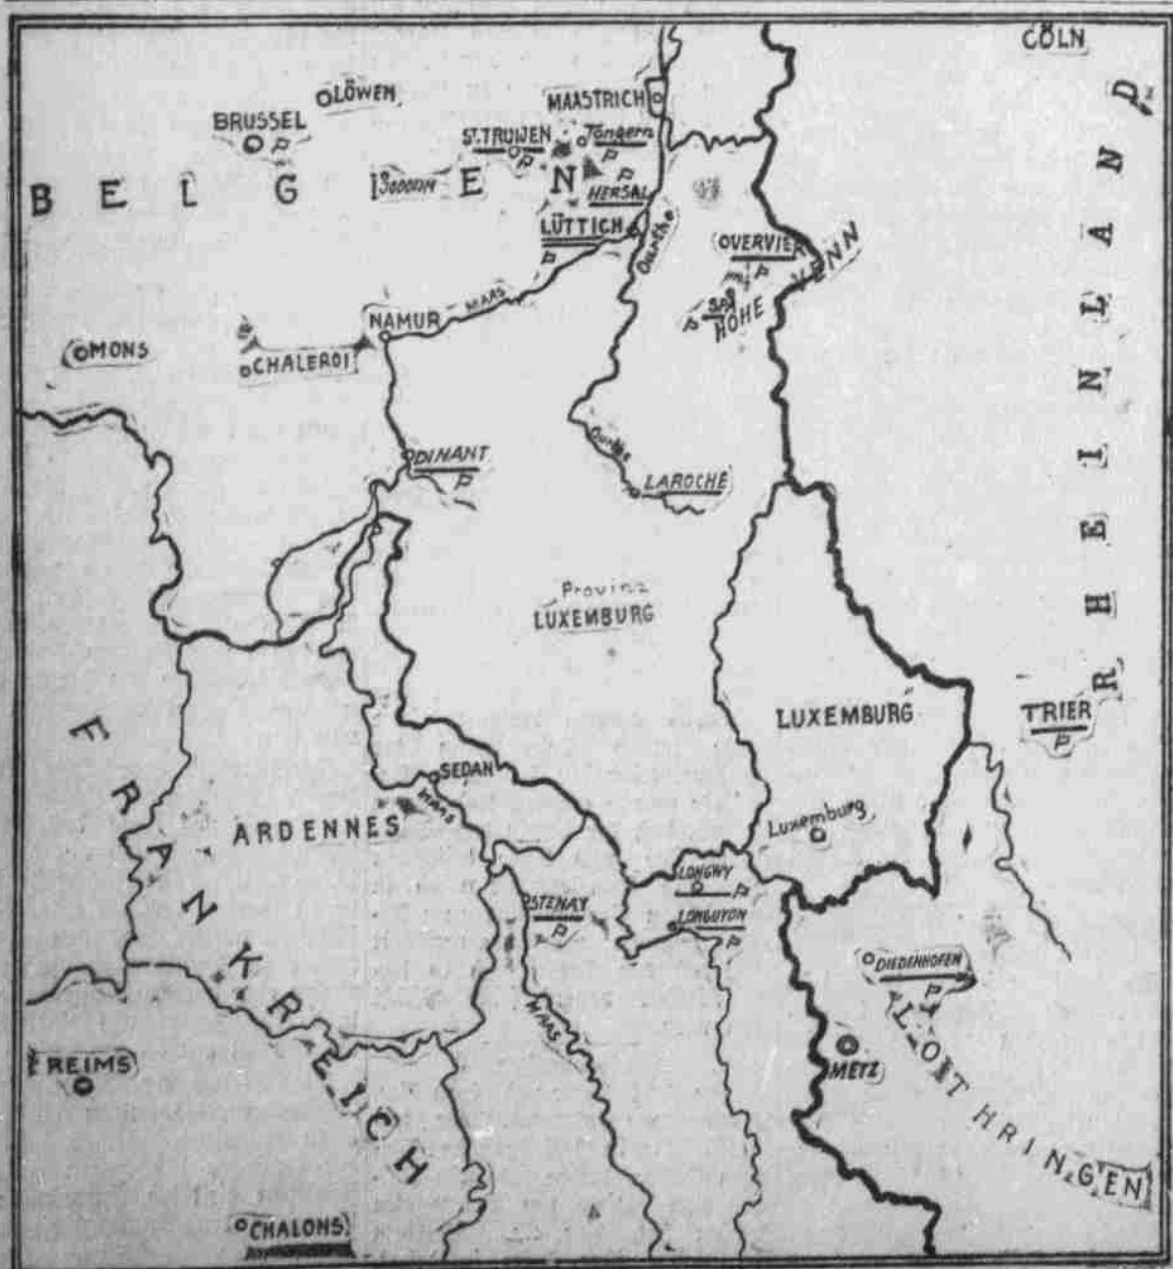 CÖLN
LÖWEN
MAASTRICH
BRUSSEL
ST. TRUIJEN
Tongern
BELGIEN
HERSAL
LÜTTICH
Ourthe
OVERVIER
SPA
HOHE VENN
RHEINLAND
MAAS
NAMUR
MONS
CHALEROI
DINANT
Ourthe
LAROCHE
Provinz
LUXEMBURG
TRIER
LUXEMBURG
SEDAN
MAAS
ARDENNES
Luxemburg
LONGWY
STENAY
LONGUYON
DIEDENHOFEN
FRANKREICH
MAAS
REIMS
METZ
LOTHRINGEN
CHALONS